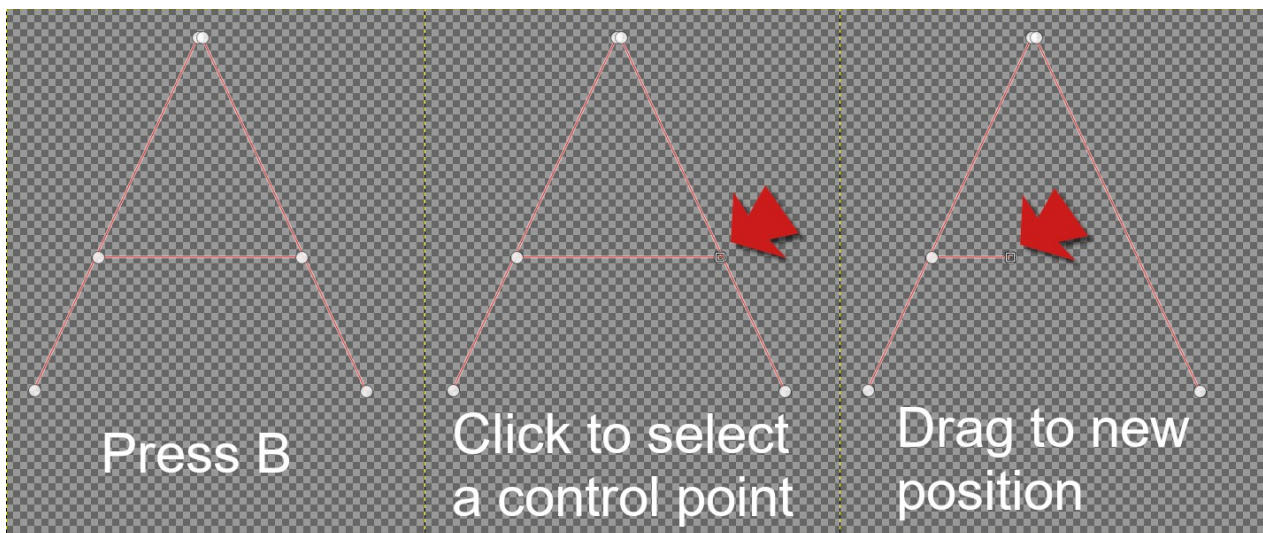 Press B
Click to select
a control point
Drag to new
position